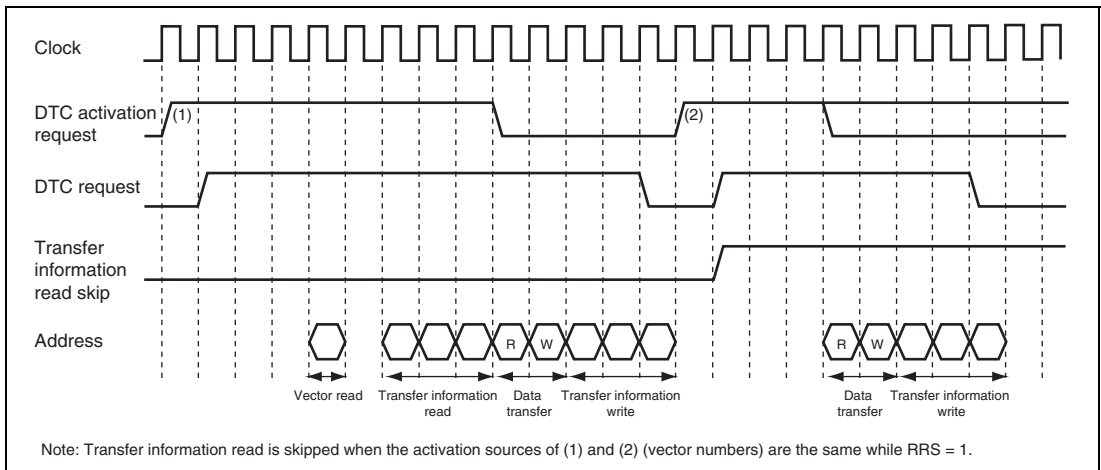 Clock
DTC activation
request
(1)
(2)
DTC request
Transfer
information
read skip
Address
R
W
R
W
Vector read
Transfer information
read
Data
transfer
Transfer information
write
Data
transfer
Transfer information
write
Note: Transfer information read is skipped when the activation sources of (1) and (2) (vector numbers) are the same while RRS = 1.